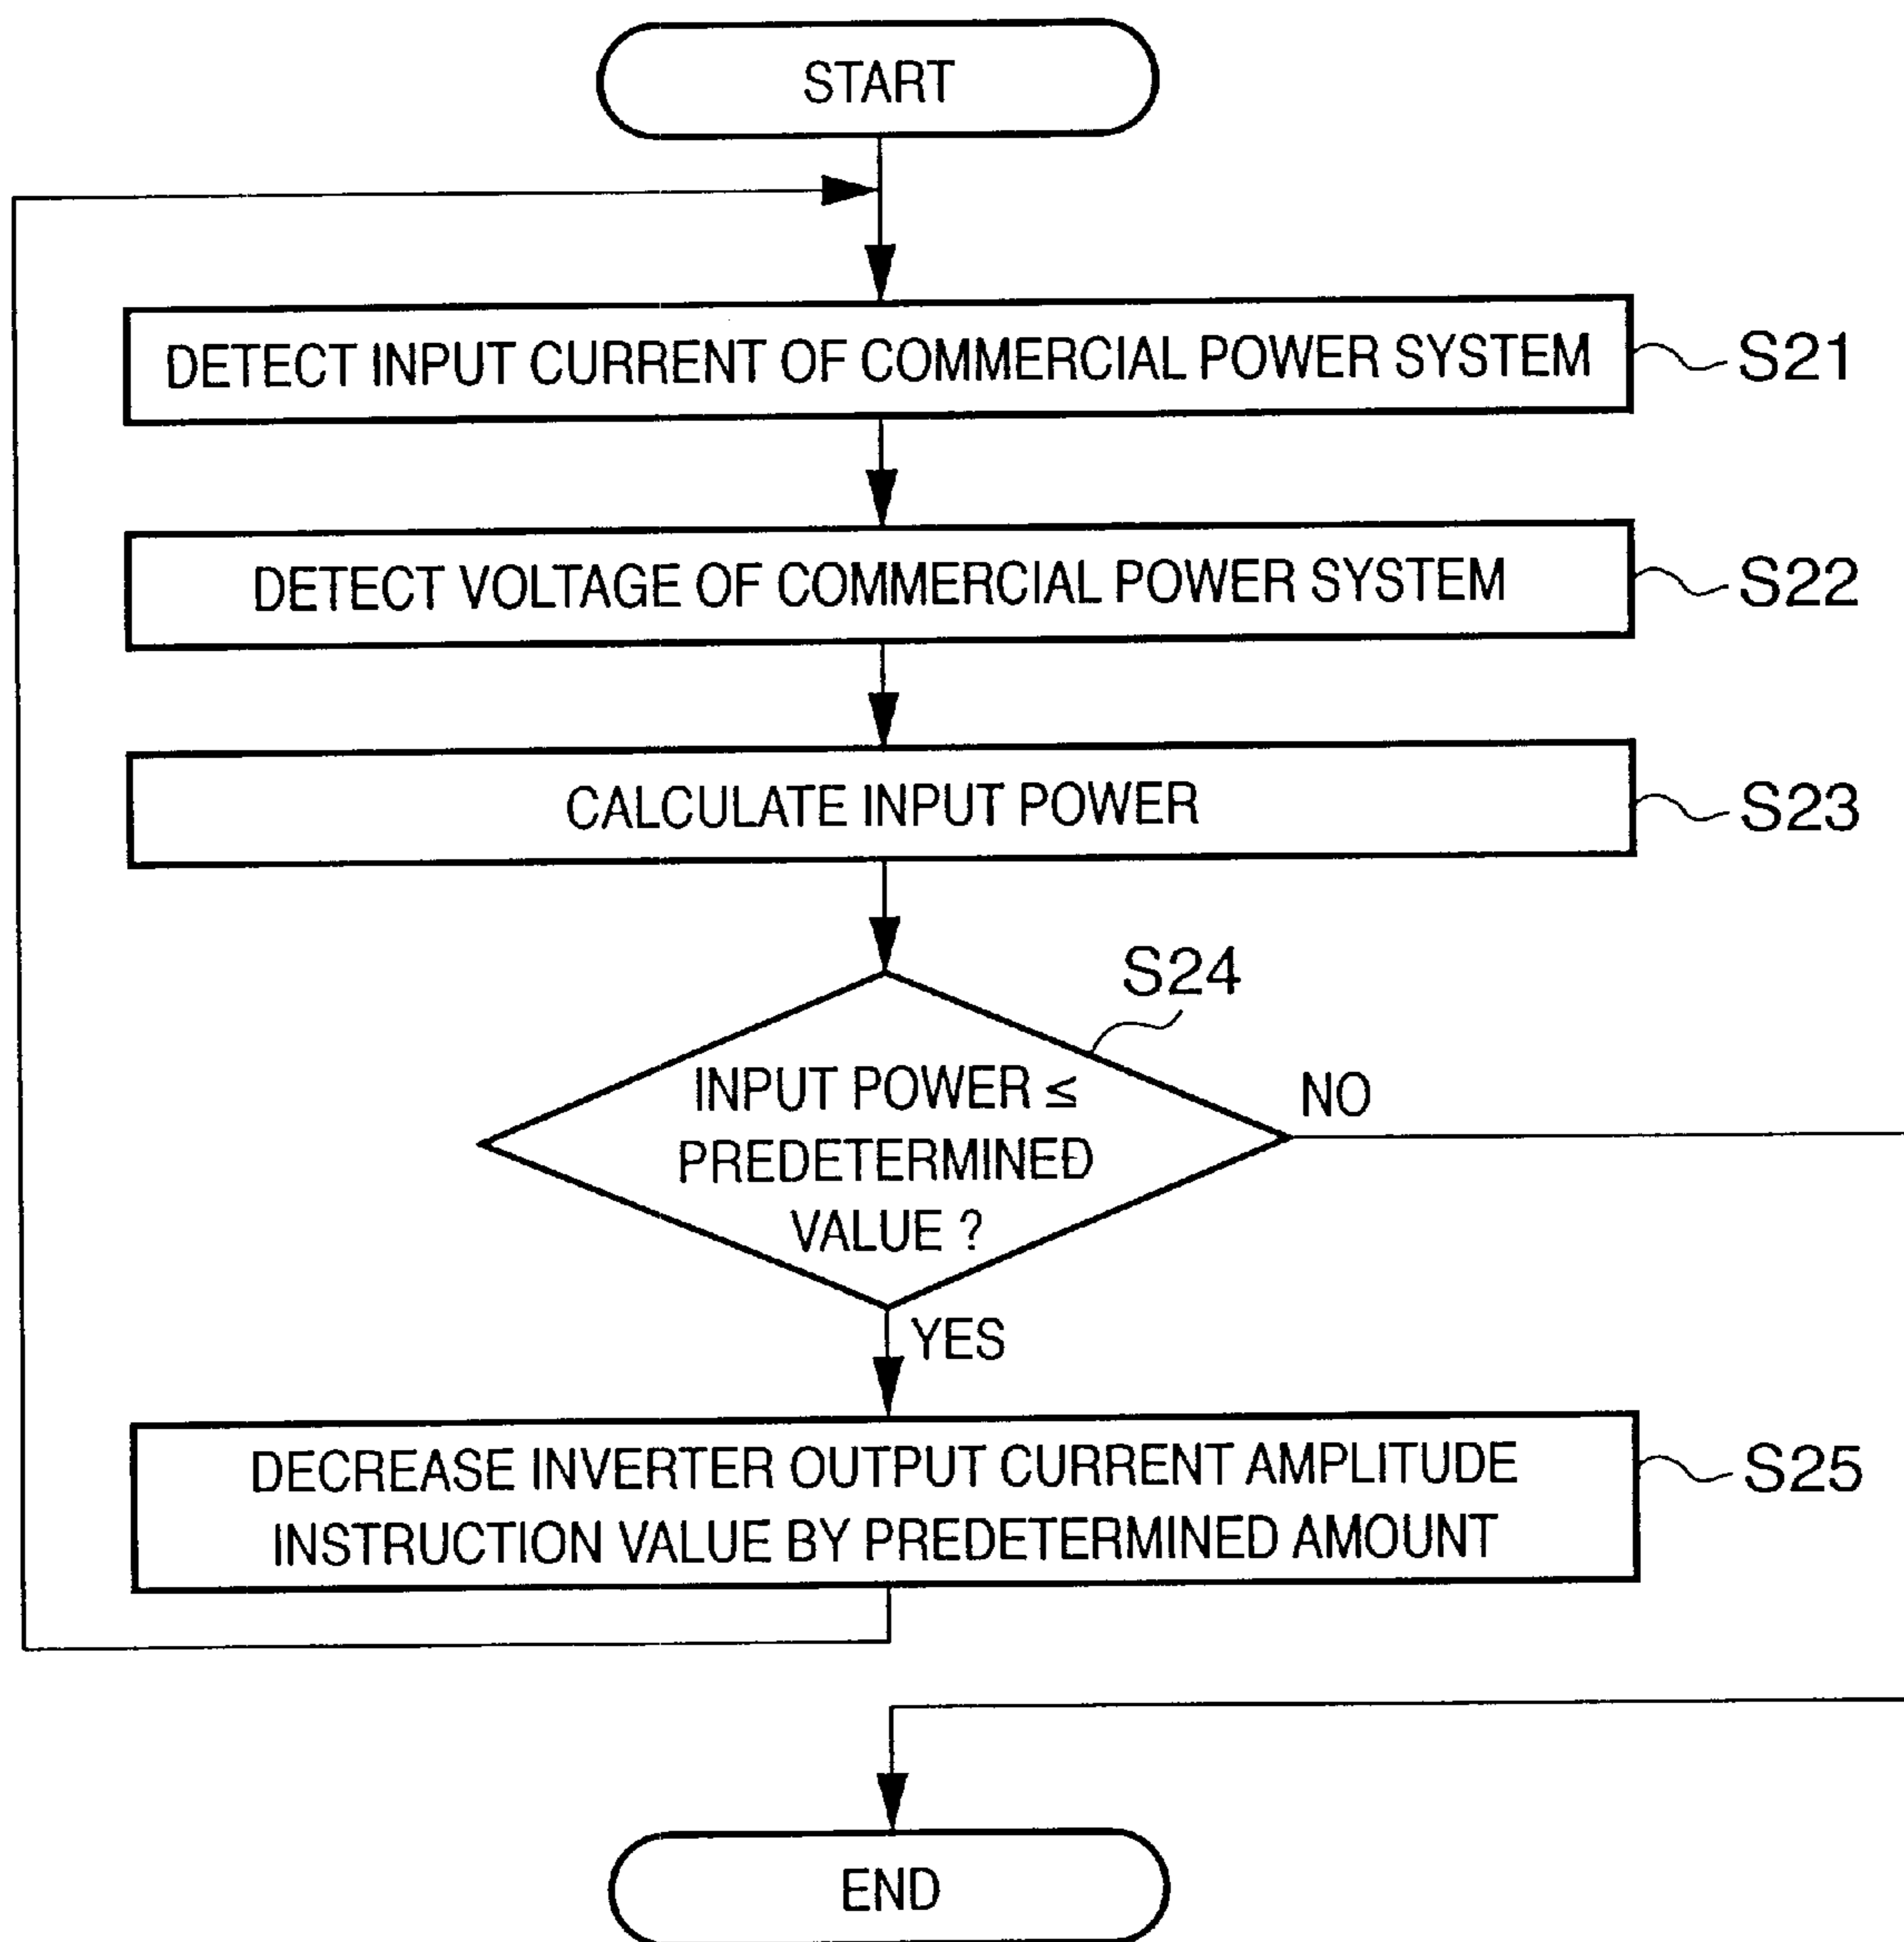 START
DETECT INPUT CURRENT OF COMMERCIAL POWER SYSTEM
S21
DETECT VOLTAGE OF COMMERCIAL POWER SYSTEM
S22
CALCULATE INPUT POWER
S23
S24
INPUT POWER ≤
PREDETERMINED
VALUE ?
NO
YES
DECREASE INVERTER OUTPUT CURRENT AMPLITUDE
INSTRUCTION VALUE BY PREDETERMINED AMOUNT
S25
END